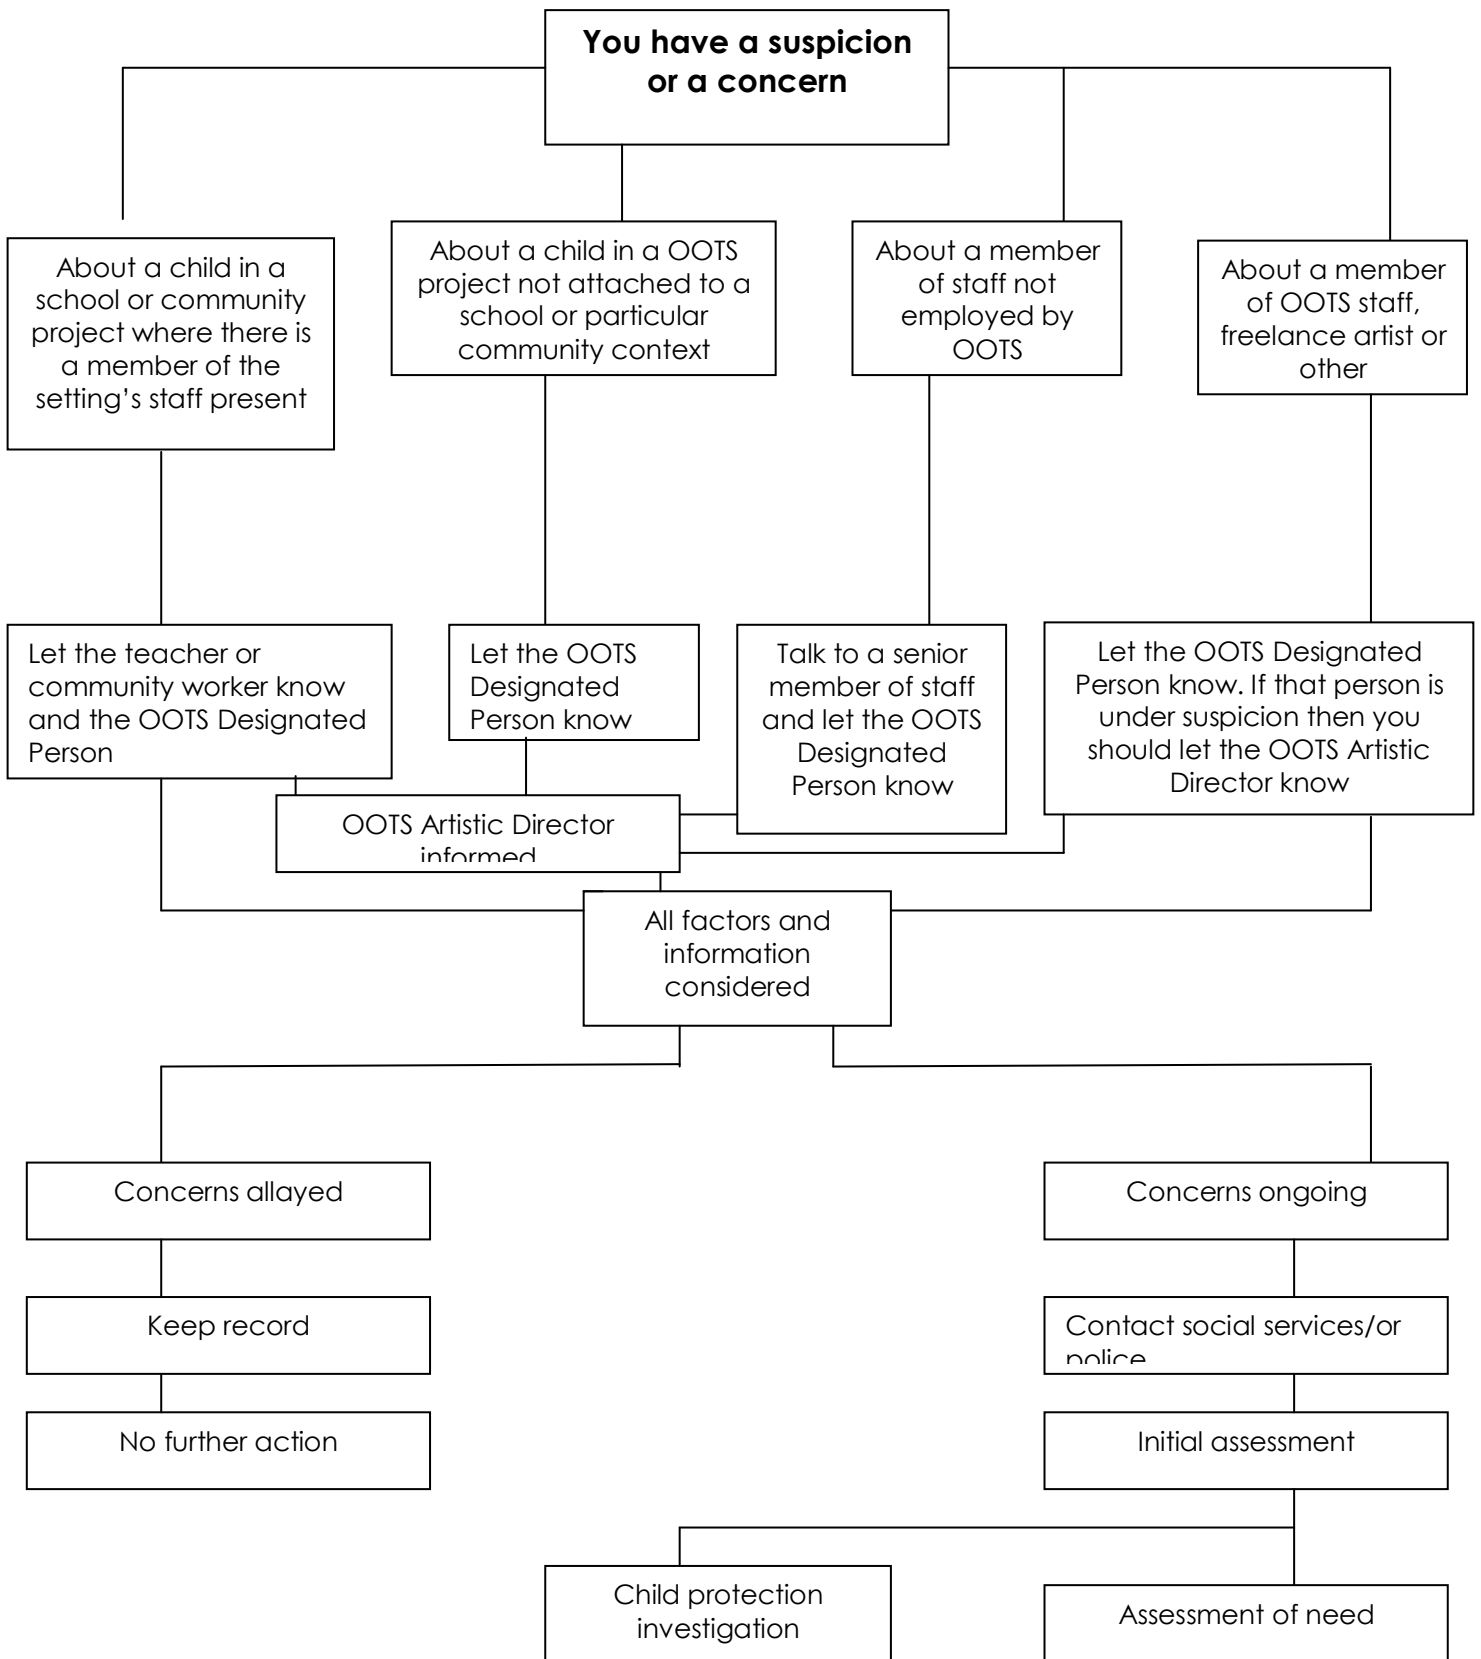 You have a suspicion
or a concern
About a child in a
school or community
project where there is
a member of the
setting’s staff present
About a child in a OOTS
project not attached to a
school or particular
community context
About a member
of staff not
employed by
OOTS
About a member
of OOTS staff,
freelance artist or
other
Let the teacher or
community worker know
and the OOTS Designated
Person
Let the OOTS
Designated
Person know
Talk to a senior
member of staff
and let the OOTS
Designated
Person know
Let the OOTS Designated
Person know. If that person is
under suspicion then you
should let the OOTS Artistic
Director know
OOTS Artistic Director
informed
All factors and
information
considered
Concerns allayed
Concerns ongoing
Keep record
Contact social services/or
police
No further action
Initial assessment
Child protection
investigation
Assessment of need